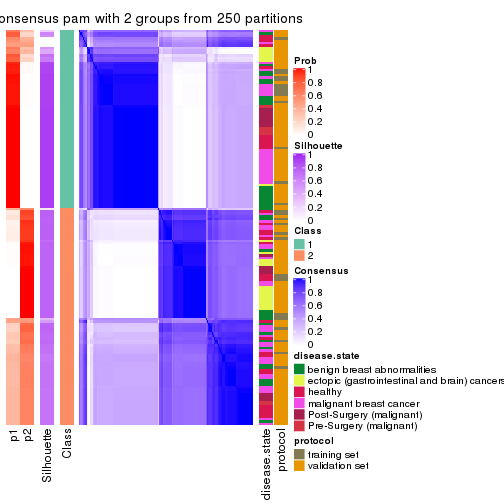 onsensus pam with 2 groups from 250 partitions
Prob
1
0.8
0.6
0.4
0.2
0
Silhouette
1
0.8
0.6
0.4
0.2
0
Class
1
2
Consensus
1
0.8
0.6
0.4
0.2
0
disease.state
benign breast abnormalities
ectopic (gastrointestinal and brain) cancers
healthy
malignant breast cancer
Post-Surgery (malignant)
Pre-Surgery (malignant)
protocol
training set
validation set
p1
p2
Silhouette
Class
disease.state
protocol